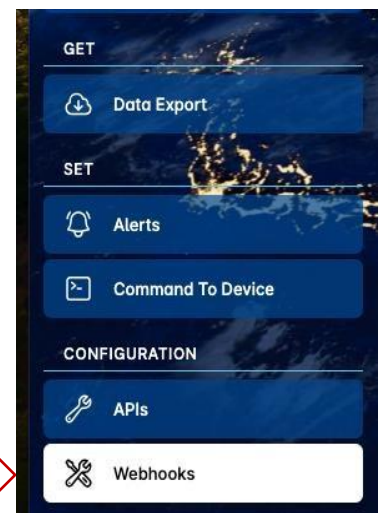 GET
Data Export
SET
Alerts
Command To Device
CONFIGURATION
APIs
Webhooks